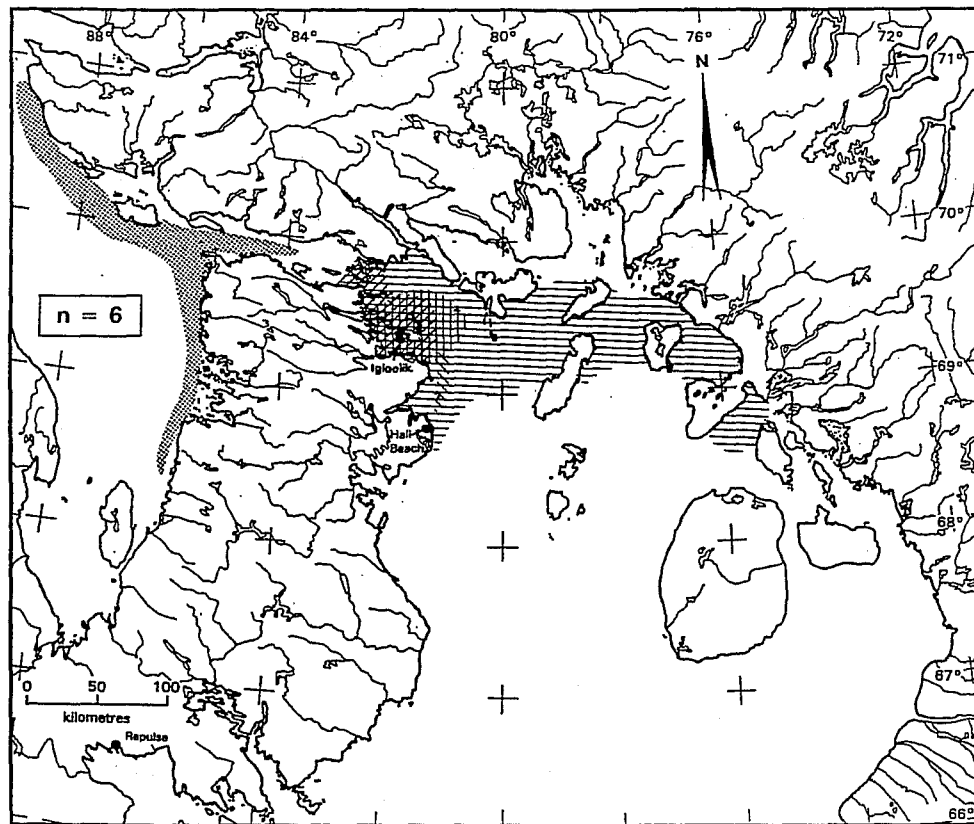 88° 84° 80° 76° 72°
N
71°
70°
n = 6
69°
Igloolik
Hall
Beach
68°
87°
0 50 100
kilometres
Repulse
66°